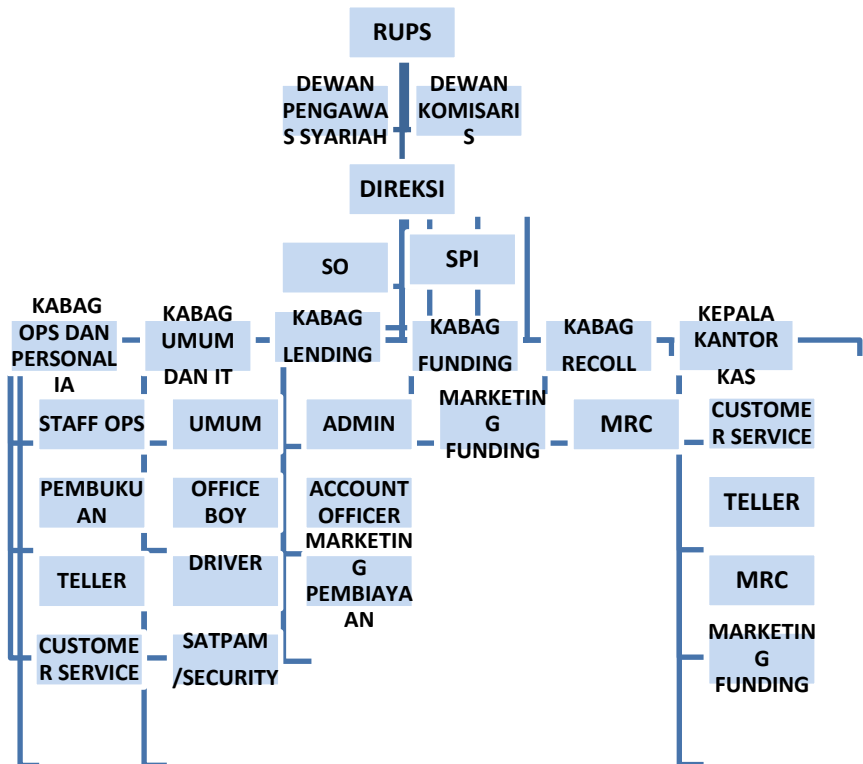 RUPS
DEWAN
PENGAWA
S SYARIAH
DEWAN
KOMISARI
S
DIREKSI
SO
SPI
KABAG
OPS DAN
PERSONAL
IA
KABAG
UMUM
DAN IT
KABAG
LENDING
KABAG
FUNDING
KABAG
RECOLL
KEPALA
KANTOR
KAS
STAFF OPS
UMUM
ADMIN
MARKETIN
G
FUNDING
MRC
CUSTOME
R SERVICE
PEMBUKU
AN
OFFICE
BOY
ACCOUNT
OFFICER
TELLER
TELLER
DRIVER
MARKETIN
G
PEMBIAYA
AN
MRC
CUSTOME
R SERVICE
SATPAM
/SECURITY
MARKETIN
G
FUNDING